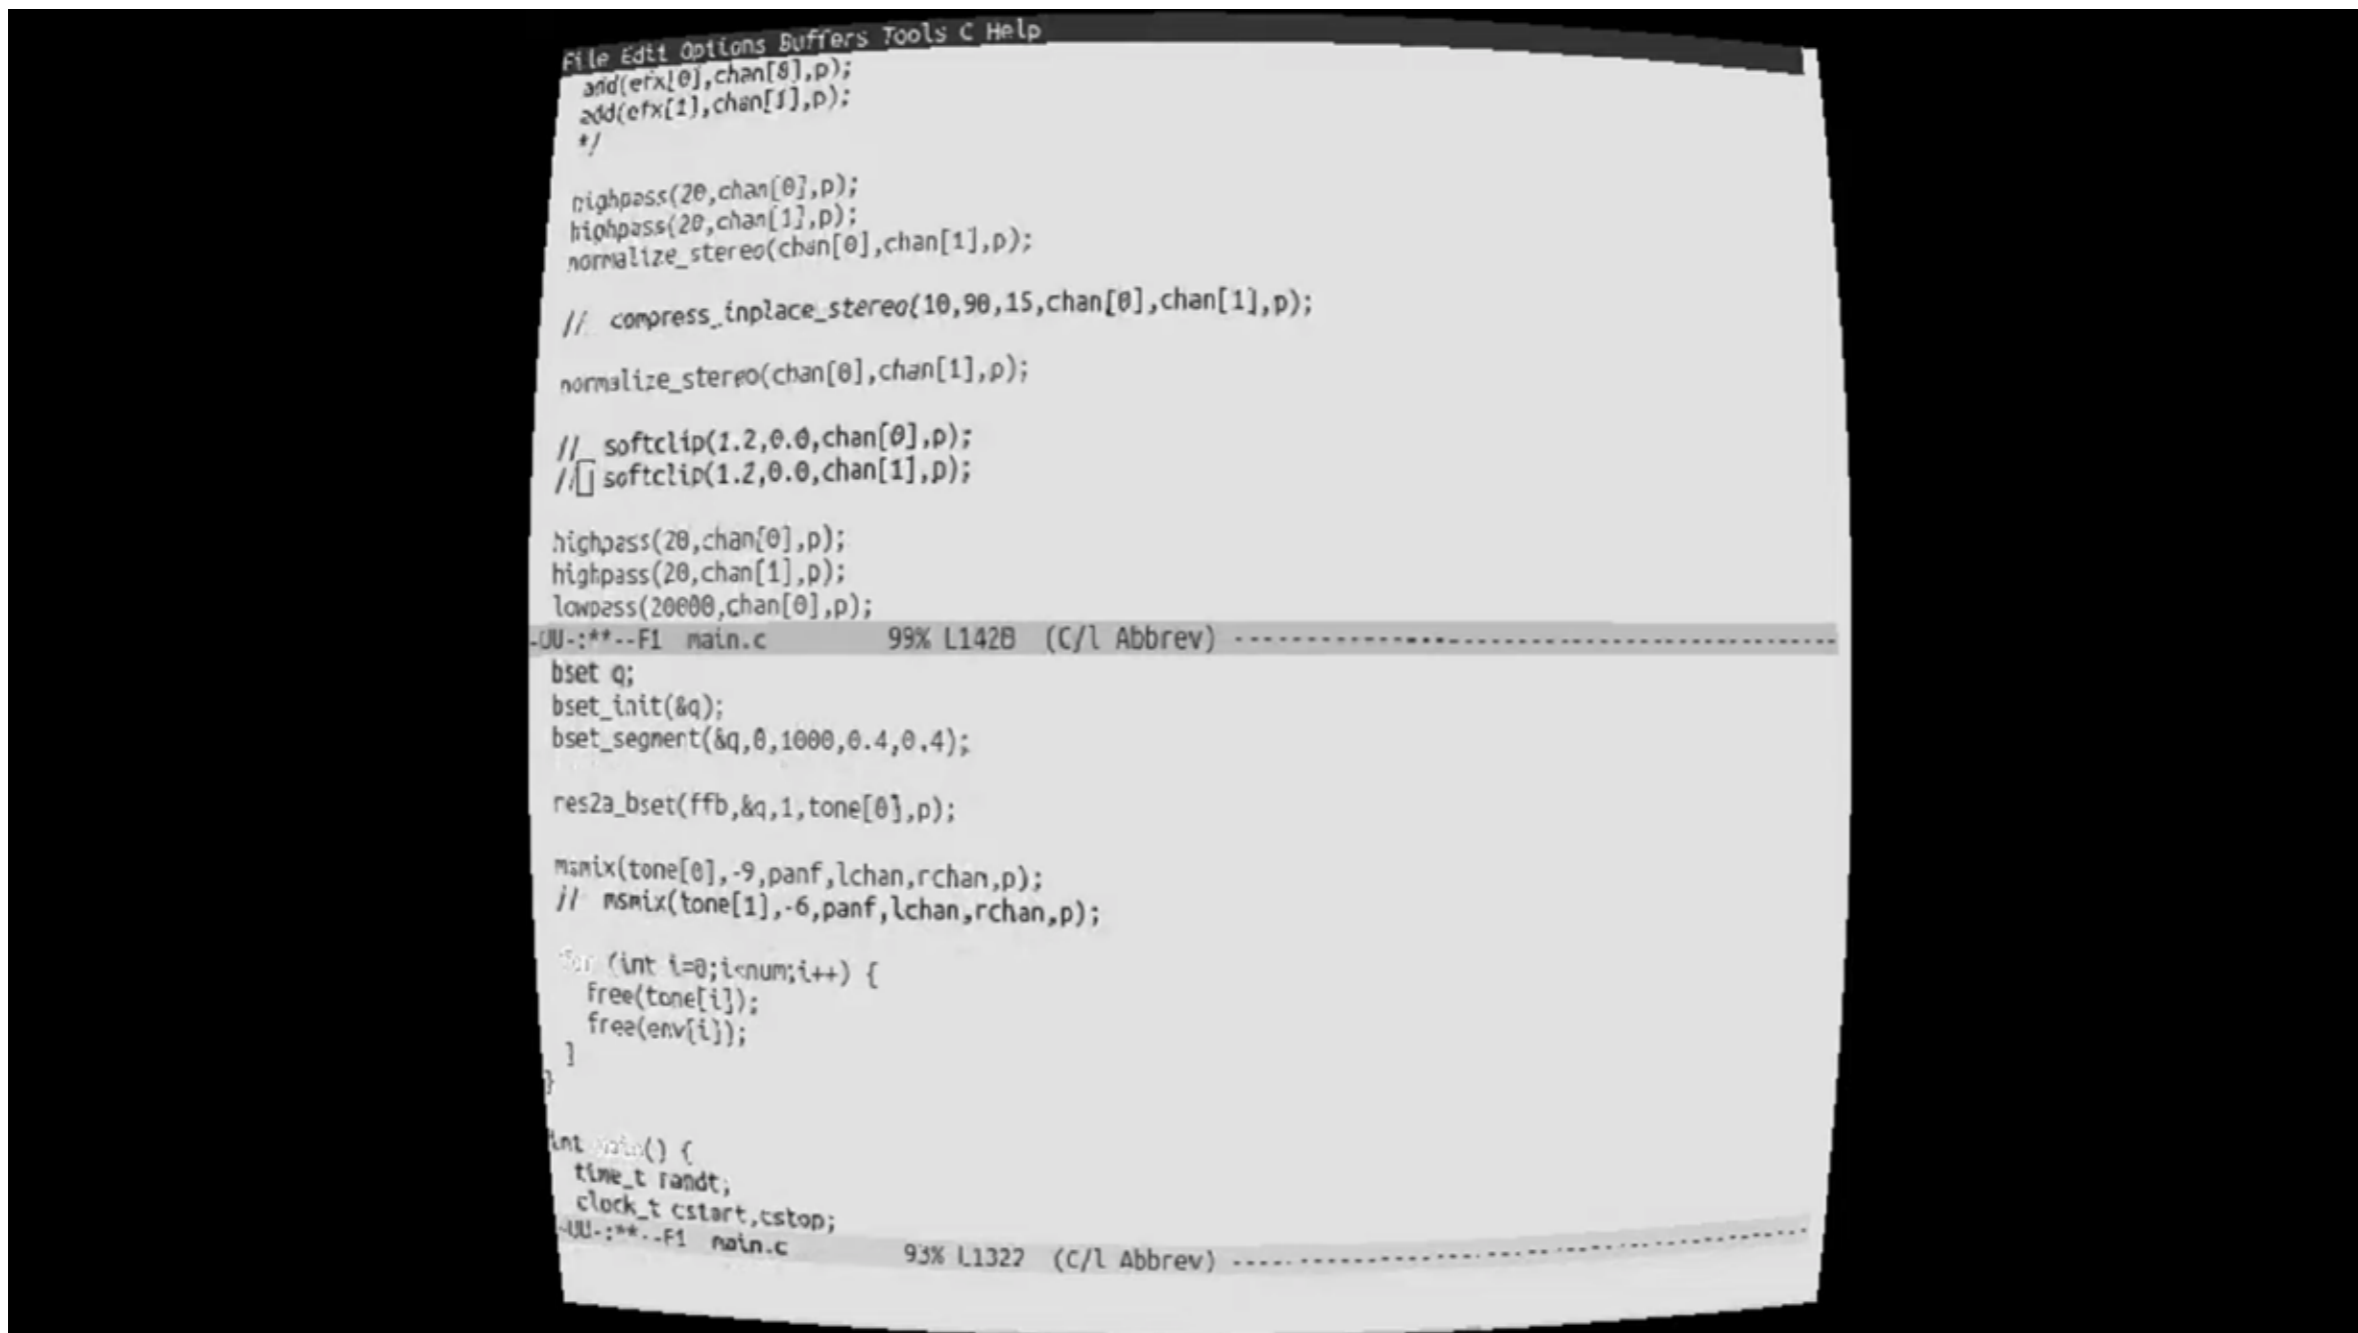 File Edit Options Buffers Tools C Help
add(efx[0],chan[0],p);
add(efx[1],chan[1],p);
*/
highpass(20,chan[0],p);
highpass(20,chan[1],p);
normalize_stereo(chan[0],chan[1],p);
//  compress_inplace_stereo(10,90,15,chan[0],chan[1],p);
normalize_stereo(chan[0],chan[1],p);
//  softclip(1.2,0.0,chan[0],p);
//  softclip(1.2,0.0,chan[1],p);
highpass(20,chan[0],p);
highpass(20,chan[1],p);
lowpass(20000,chan[0],p);
-UU-:**--F1  main.c        99% L1420  (C/l Abbrev)
bset q;
bset_init(&q);
bset_segment(&q,0,1000,0.4,0.4);
res2a_bset(ffb,&q,1,tone[0],p);
msmix(tone[0],-9,panf,lchan,rchan,p);
//  msmix(tone[1],-6,panf,lchan,rchan,p);
for (int i=0;i<num;i++) {
free(tone[i]);
free(env[i]);
}
}
int main() {
time_t randt;
clock_t cstart,cstop;
-UU-:**--F1  main.c        93% L1322  (C/l Abbrev)